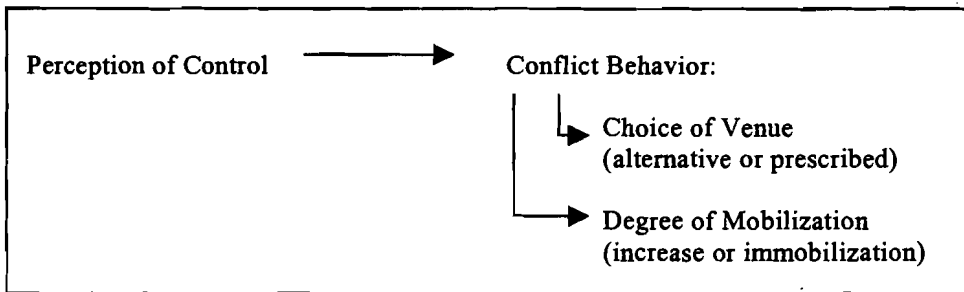 Perception of Control
Conflict Behavior:
Choice of Venue
(alternative or prescribed)
Degree of Mobilization
(increase or immobilization)